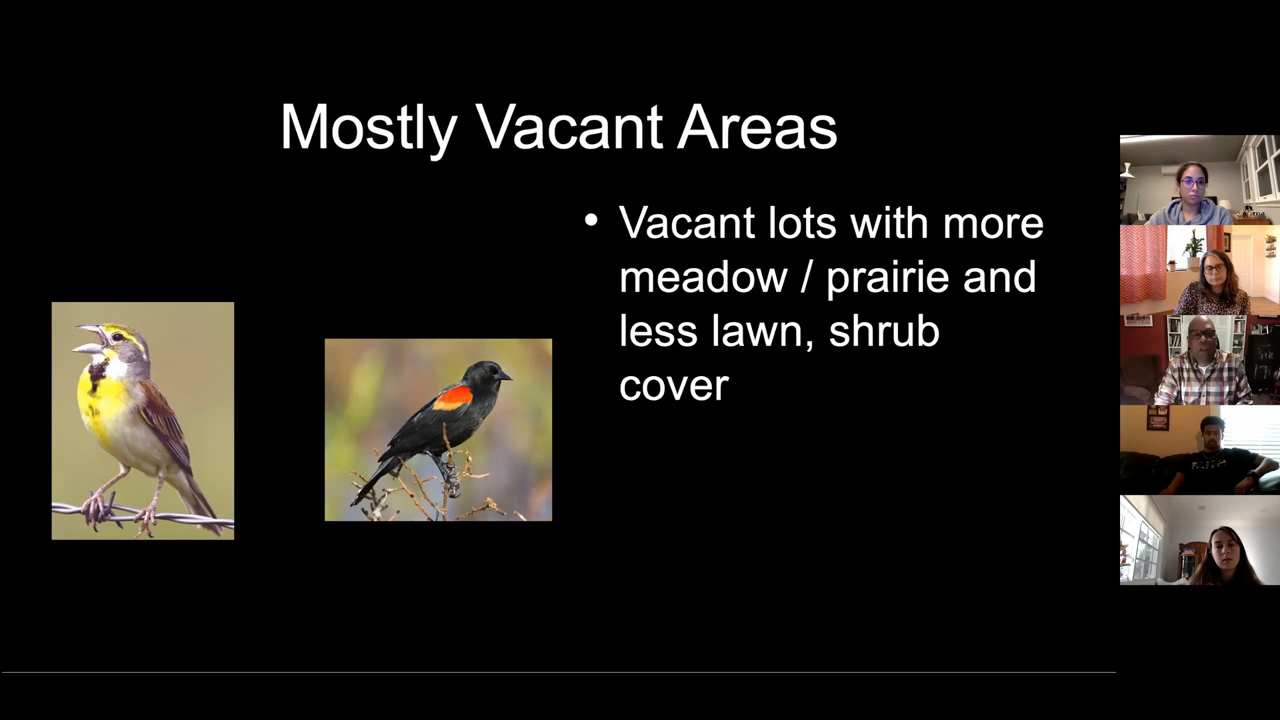 Mostly Vacant Areas
• Vacant lots with more
meadow / prairie and
less lawn, shrub
cover